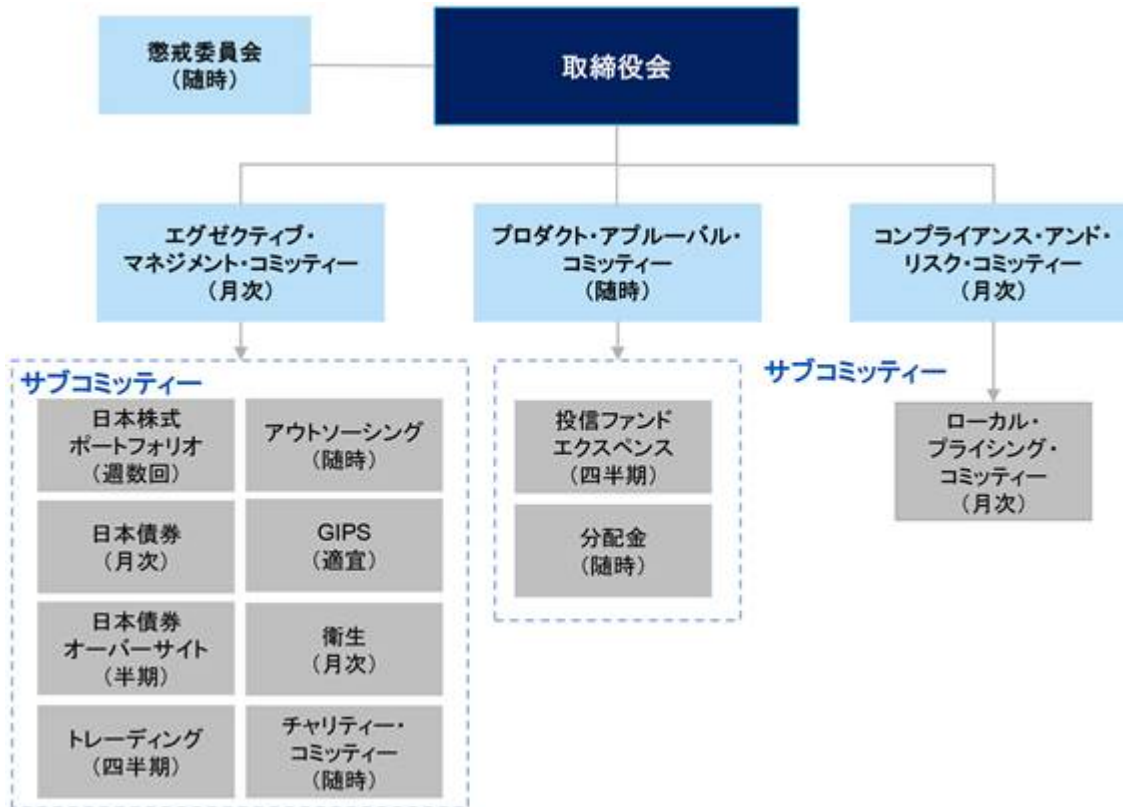 懲戒委員会
(随時)
取締役会
エグゼクティブ・
マネジメント・コミッティー
(月次)
プロダクト・アプルーバル・
コミッティー
(随時)
コンプライアンス・アンド・
リスク・コミッティー
(月次)
サブコミッティー
日本株式
ポートフォリオ
(週数回)
アウトソーシング
(随時)
日本債券
(月次)
GIPS
(適宜)
日本債券
オーバーサイト
(半期)
衛生
(月次)
トレーディング
(四半期)
チャリティー・
コミッティー
(随時)
投信ファンド
エクスペンス
(四半期)
分配金
(随時)
サブコミッティー
ローカル・
プライシング・
コミッティー
(月次)